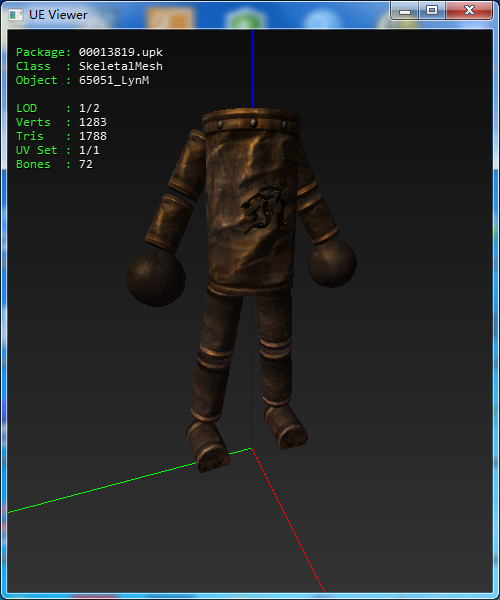 UE Viewer
Package: 00013819.upk
Class : SkeletalMesh
Object : 65051_LynM
LOD : 1/2
Verts : 1283
Tris : 1788
UV Set : 1/1
Bones : 72